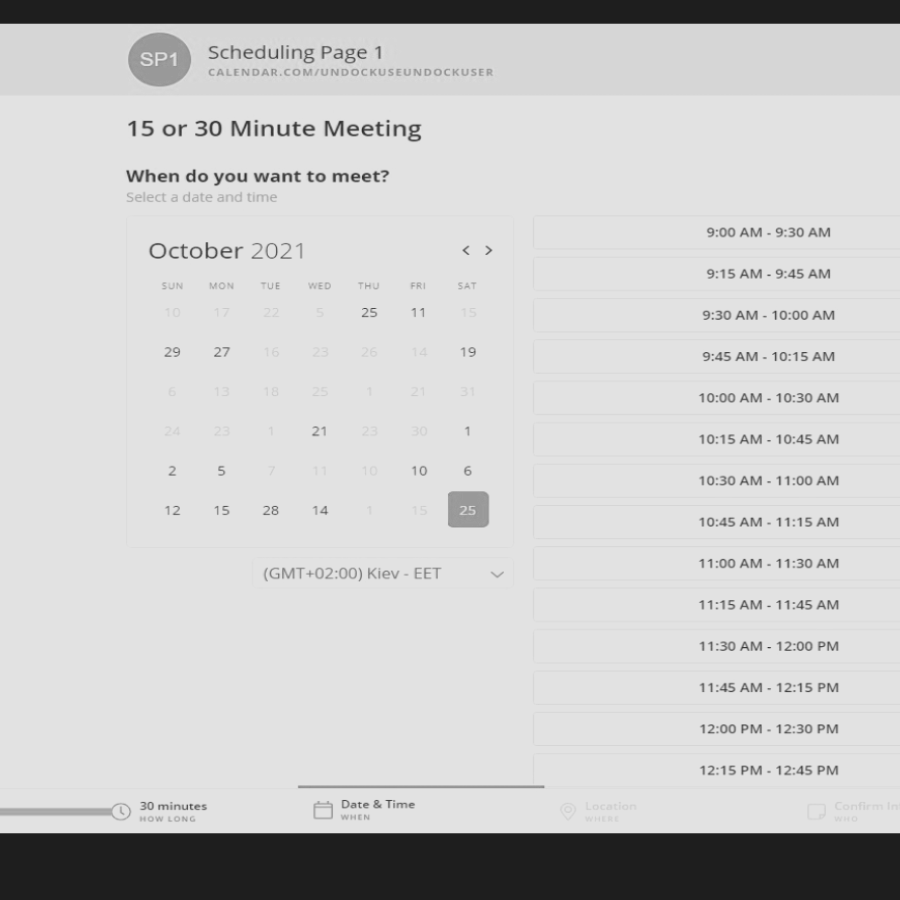 SP1
Scheduling Page 1
CALENDAR.COM/UNDOCKUSEUNDOCKUSER
15 or 30 Minute Meeting
When do you want to meet?
Select a date and time
October 2021
< >
SUN MON TUE WED THU FRI SAT
10 17 22 5 25 11 15
29 27 16 23 26 14 19
6 13 18 25 1 21 31
24 23 1 21 23 30 1
2 5 7 11 10 10 6
12 15 28 14 1 15 25
(GMT+02:00) Kiev - EET
9:00 AM - 9:30 AM
9:15 AM - 9:45 AM
9:30 AM - 10:00 AM
9:45 AM - 10:15 AM
10:00 AM - 10:30 AM
10:15 AM - 10:45 AM
10:30 AM - 11:00 AM
10:45 AM - 11:15 AM
11:00 AM - 11:30 AM
11:15 AM - 11:45 AM
11:30 AM - 12:00 PM
11:45 AM - 12:15 PM
12:00 PM - 12:30 PM
12:15 PM - 12:45 PM
30 minutes
HOW LONG
Date & Time
WHEN
Location
WHERE
Confirm
WHO